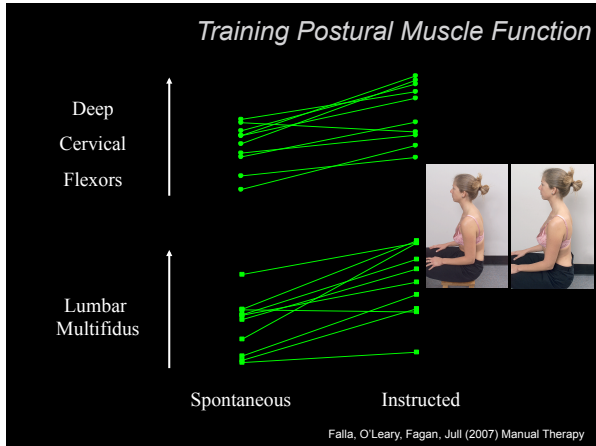 Training Postural Muscle Function
Deep
Cervical
Flexors
Lumbar
Multifidus
Spontaneous
Instructed
Falla, O'Leary, Fagan, Jull (2007) Manual Therapy